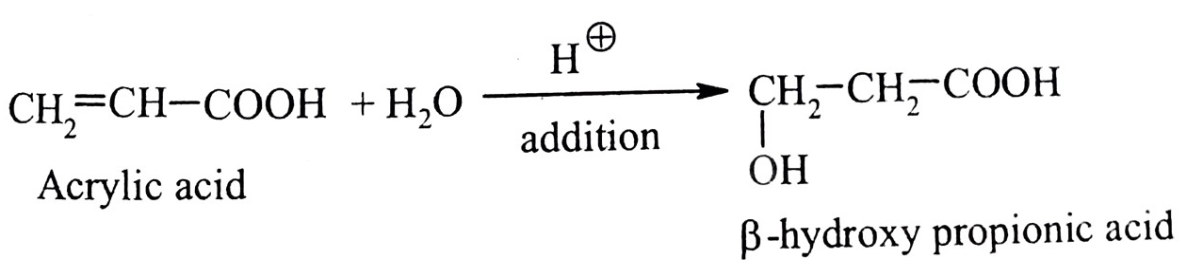 H⊕
CH₂=CH−COOH + H₂O ⟶ CH₂−CH₂−COOH
addition
|
OH
Acrylic acid
β-hydroxy propionic acid